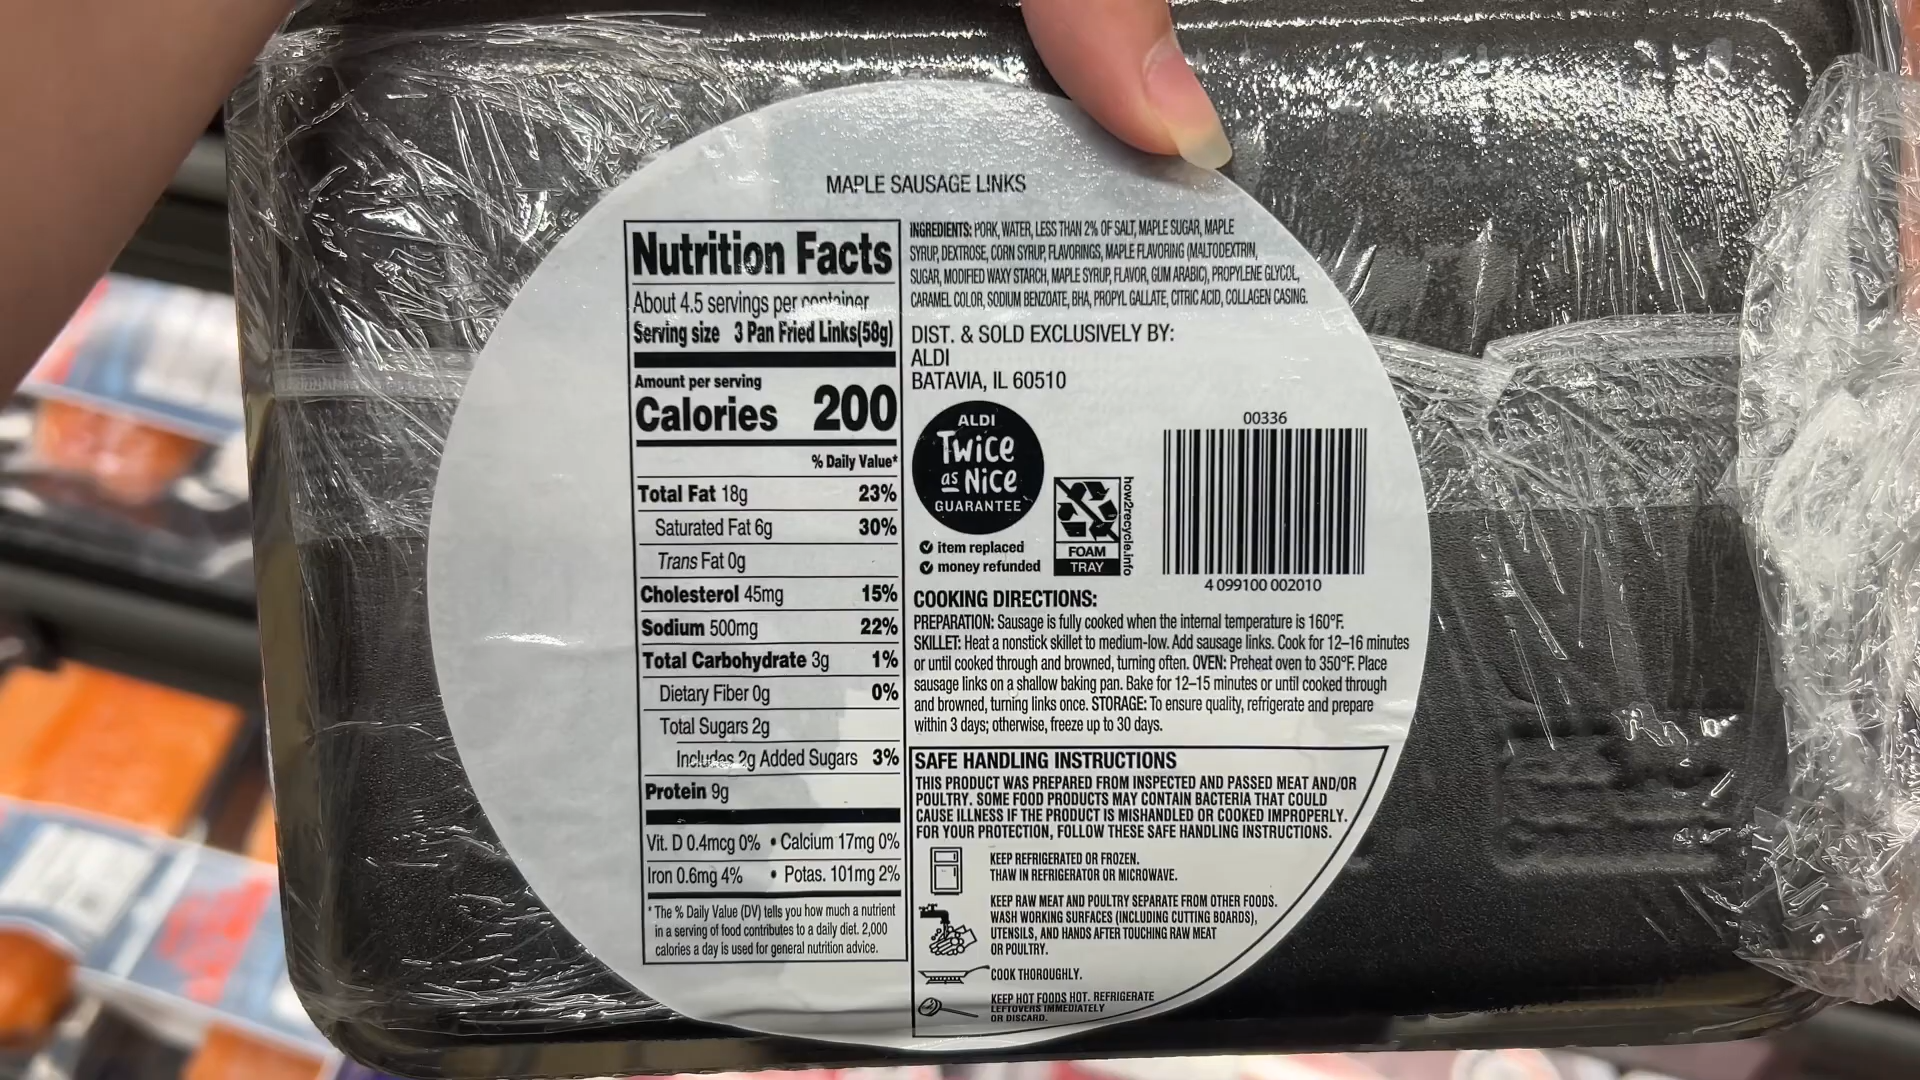 MAPLE SAUSAGE LINKS
Nutrition Facts
About 4.5 servings per container
Serving size 3 Pan Fried Links(58g)
Amount per serving
Calories 200
% Daily Value*
Total Fat 18g 23%
Saturated Fat 6g 30%
Trans Fat 0g
Cholesterol 45mg 15%
Sodium 500mg 22%
Total Carbohydrate 3g 1%
Dietary Fiber 0g 0%
Total Sugars 2g
Includes 2g Added Sugars 3%
Protein 9g
Vit. D 0.4mcg 0% • Calcium 17mg 0%
Iron 0.6mg 4% • Potas. 101mg 2%
* The % Daily Value (DV) tells you how much a nutrient
in a serving of food contributes to a daily diet. 2,000
calories a day is used for general nutrition advice.
INGREDIENTS: PORK, WATER, LESS THAN 2% OF SALT, MAPLE SUGAR, MAPLE
SYRUP, DEXTROSE, CORN SYRUP, FLAVORINGS, MAPLE FLAVORING (MALTODEXTRIN,
SUGAR, MODIFIED WAXY STARCH, MAPLE SYRUP, FLAVOR, GUM ARABIC), PROPYLENE GLYCOL,
CARAMEL COLOR, SODIUM BENZOATE, BHA, PROPYL GALLATE, CITRIC ACID, COLLAGEN CASING.
DIST. & SOLD EXCLUSIVELY BY:
ALDI
BATAVIA, IL 60510
ALDI
Twice
as Nice
GUARANTEE
item replaced
money refunded
FOAM
TRAY
how2recycle.info
00336
4 099100 002010
COOKING DIRECTIONS:
PREPARATION: Sausage is fully cooked when the internal temperature is 160°F.
SKILLET: Heat a nonstick skillet to medium-low. Add sausage links. Cook for 12–16 minutes
or until cooked through and browned, turning often. OVEN: Preheat oven to 350°F. Place
sausage links on a shallow baking pan. Bake for 12–15 minutes or until cooked through
and browned, turning links once. STORAGE: To ensure quality, refrigerate and prepare
within 3 days; otherwise, freeze up to 30 days.
SAFE HANDLING INSTRUCTIONS
THIS PRODUCT WAS PREPARED FROM INSPECTED AND PASSED MEAT AND/OR
POULTRY. SOME FOOD PRODUCTS MAY CONTAIN BACTERIA THAT COULD
CAUSE ILLNESS IF THE PRODUCT IS MISHANDLED OR COOKED IMPROPERLY.
FOR YOUR PROTECTION, FOLLOW THESE SAFE HANDLING INSTRUCTIONS.
KEEP REFRIGERATED OR FROZEN.
THAW IN REFRIGERATOR OR MICROWAVE.
KEEP RAW MEAT AND POULTRY SEPARATE FROM OTHER FOODS.
WASH WORKING SURFACES (INCLUDING CUTTING BOARDS),
UTENSILS, AND HANDS AFTER TOUCHING RAW MEAT
OR POULTRY.
COOK THOROUGHLY.
KEEP HOT FOODS HOT. REFRIGERATE
LEFTOVERS IMMEDIATELY
OR DISCARD.